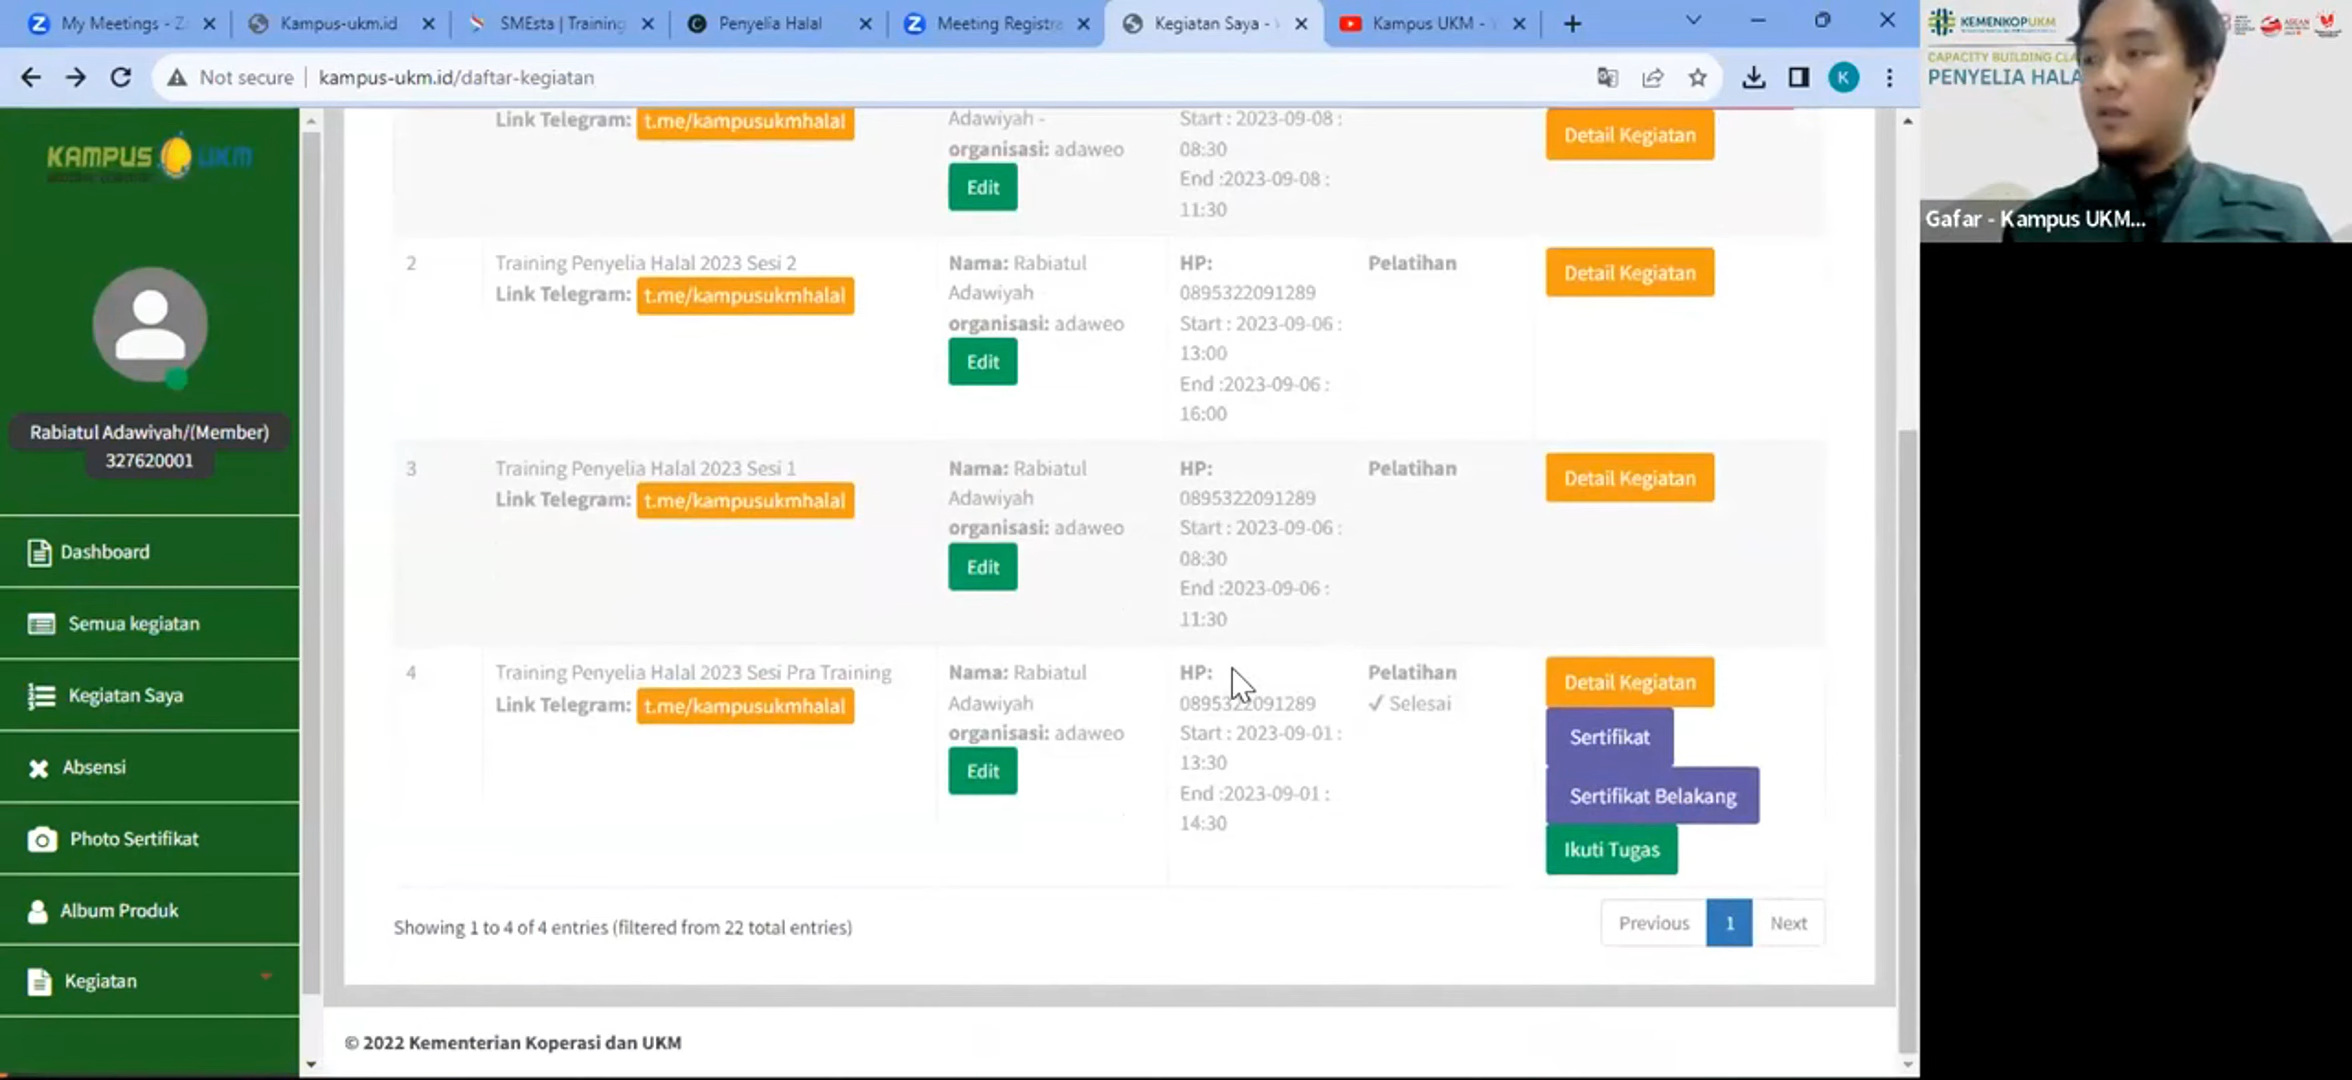 My Meetings - Z
Kampus-ukm.id
SMEsta | Training
Penyelia Halal
Meeting Registra
Kegiatan Saya -
Kampus UKM -
Not secure
kampus-ukm.id/daftar-kegiatan
K
KEMENKOPUKM
CAPACITY BUILDING CLA
PENYELIA HALA
Gafar - Kampus UKM...
KAMPUS UKM
Rabiatul Adawiyah/(Member)
327620001
Dashboard
Semua kegiatan
Kegiatan Saya
Absensi
Photo Sertifikat
Album Produk
Kegiatan
Link Telegram: t.me/kampusukmhalal
Adawiyah -
organisasi: adaweo
Edit
Start : 2023-09-08 :
08:30
End :2023-09-08 :
11:30
Detail Kegiatan
2
Training Penyelia Halal 2023 Sesi 2
Link Telegram: t.me/kampusukmhalal
Nama: Rabiatul
Adawiyah
organisasi: adaweo
Edit
HP:
0895322091289
Start : 2023-09-06 :
13:00
End :2023-09-06 :
16:00
Pelatihan
Detail Kegiatan
3
Training Penyelia Halal 2023 Sesi 1
Link Telegram: t.me/kampusukmhalal
Nama: Rabiatul
Adawiyah
organisasi: adaweo
Edit
HP:
0895322091289
Start : 2023-09-06 :
08:30
End :2023-09-06 :
11:30
Pelatihan
Detail Kegiatan
4
Training Penyelia Halal 2023 Sesi Pra Training
Link Telegram: t.me/kampusukmhalal
Nama: Rabiatul
Adawiyah
organisasi: adaweo
Edit
HP:
0895322091289
Start : 2023-09-01 :
13:30
End :2023-09-01 :
14:30
Pelatihan
✓ Selesai
Detail Kegiatan
Sertifikat
Sertifikat Belakang
Ikuti Tugas
Showing 1 to 4 of 4 entries (filtered from 22 total entries)
Previous 1 Next
© 2022 Kementerian Koperasi dan UKM